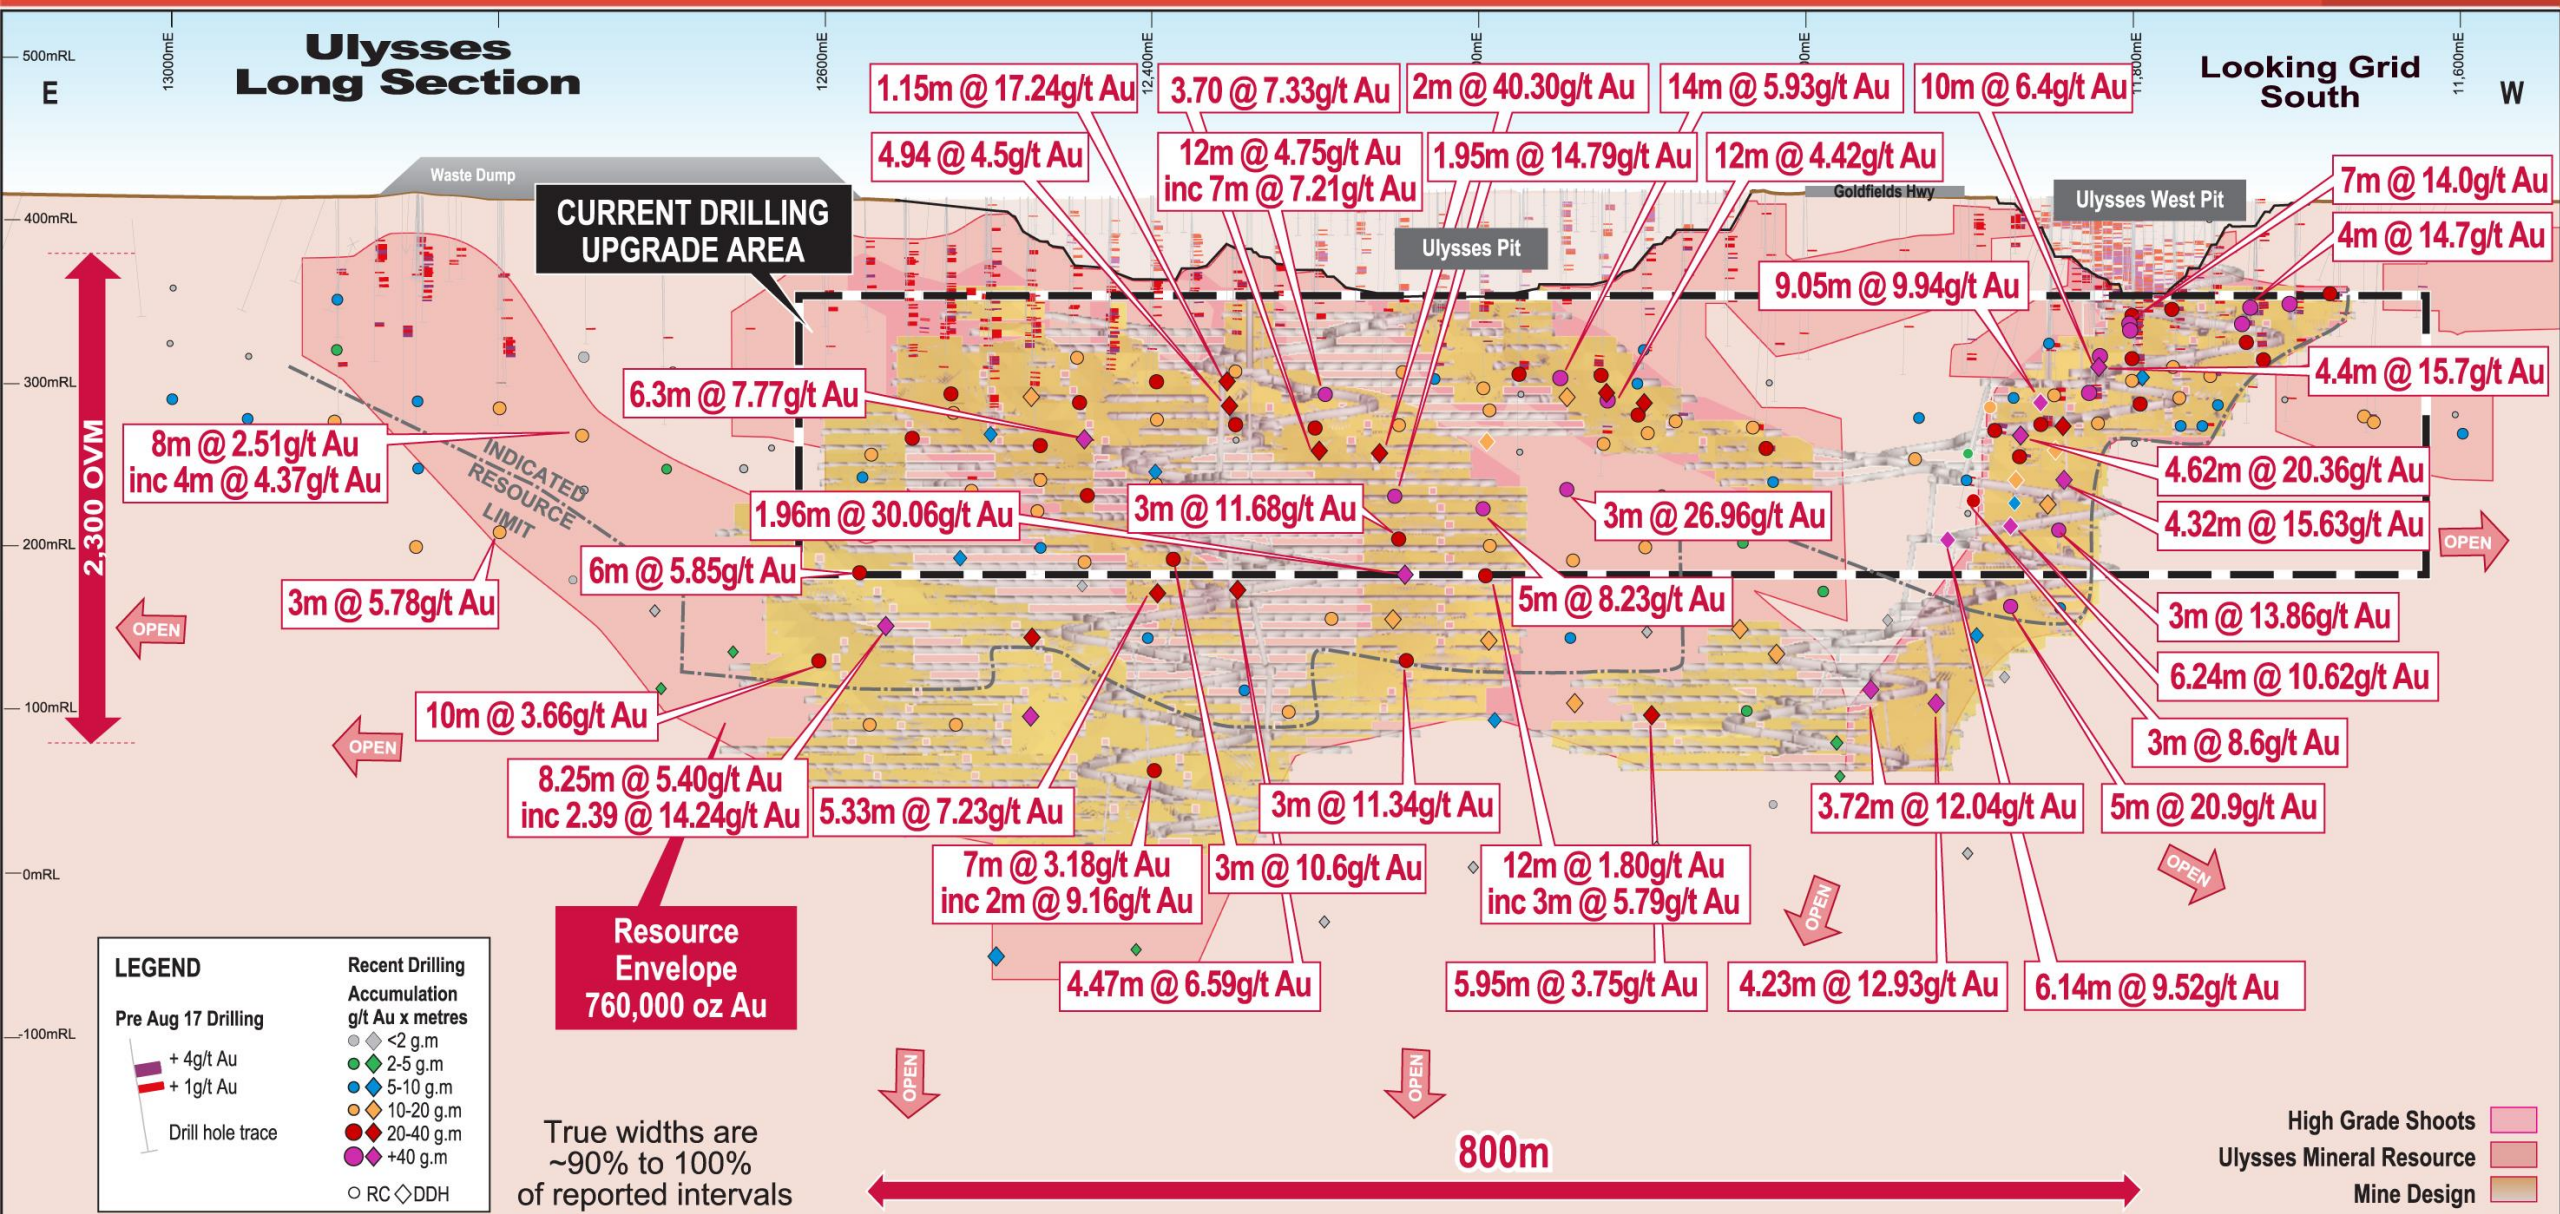 Ulysses
Long Section
Looking Grid
South
E
W
13000mE
12600mE
12,400mE
11,800mE
11,600mE
500mRL
400mRL
300mRL
200mRL
100mRL
0mRL
-100mRL
1.15m @ 17.24g/t Au
3.70 @ 7.33g/t Au
2m @ 40.30g/t Au
14m @ 5.93g/t Au
10m @ 6.4g/t Au
4.94 @ 4.5g/t Au
12m @ 4.75g/t Au
inc 7m @ 7.21g/t Au
1.95m @ 14.79g/t Au
12m @ 4.42g/t Au
7m @ 14.0g/t Au
4m @ 14.7g/t Au
Waste Dump
Goldfields Hwy
Ulysses West Pit
CURRENT DRILLING
UPGRADE AREA
Ulysses Pit
9.05m @ 9.94g/t Au
4.4m @ 15.7g/t Au
6.3m @ 7.77g/t Au
8m @ 2.51g/t Au
inc 4m @ 4.37g/t Au
INDICATED
RESOURCE
LIMIT
4.62m @ 20.36g/t Au
1.96m @ 30.06g/t Au
3m @ 11.68g/t Au
3m @ 26.96g/t Au
4.32m @ 15.63g/t Au
2,300 OVM
OPEN
6m @ 5.85g/t Au
3m @ 5.78g/t Au
5m @ 8.23g/t Au
3m @ 13.86g/t Au
OPEN
6.24m @ 10.62g/t Au
10m @ 3.66g/t Au
3m @ 8.6g/t Au
OPEN
8.25m @ 5.40g/t Au
inc 2.39 @ 14.24g/t Au
5.33m @ 7.23g/t Au
3m @ 11.34g/t Au
3.72m @ 12.04g/t Au
5m @ 20.9g/t Au
7m @ 3.18g/t Au
inc 2m @ 9.16g/t Au
3m @ 10.6g/t Au
12m @ 1.80g/t Au
inc 3m @ 5.79g/t Au
OPEN
OPEN
Resource
Envelope
760,000 oz Au
4.47m @ 6.59g/t Au
5.95m @ 3.75g/t Au
4.23m @ 12.93g/t Au
6.14m @ 9.52g/t Au
OPEN
OPEN
LEGEND
Pre Aug 17 Drilling
+ 4g/t Au
+ 1g/t Au
Drill hole trace
Recent Drilling
Accumulation
g/t Au x metres
<2 g.m
2-5 g.m
5-10 g.m
10-20 g.m
20-40 g.m
+40 g.m
RC DDH
True widths are
~90% to 100%
of reported intervals
800m
High Grade Shoots
Ulysses Mineral Resource
Mine Design